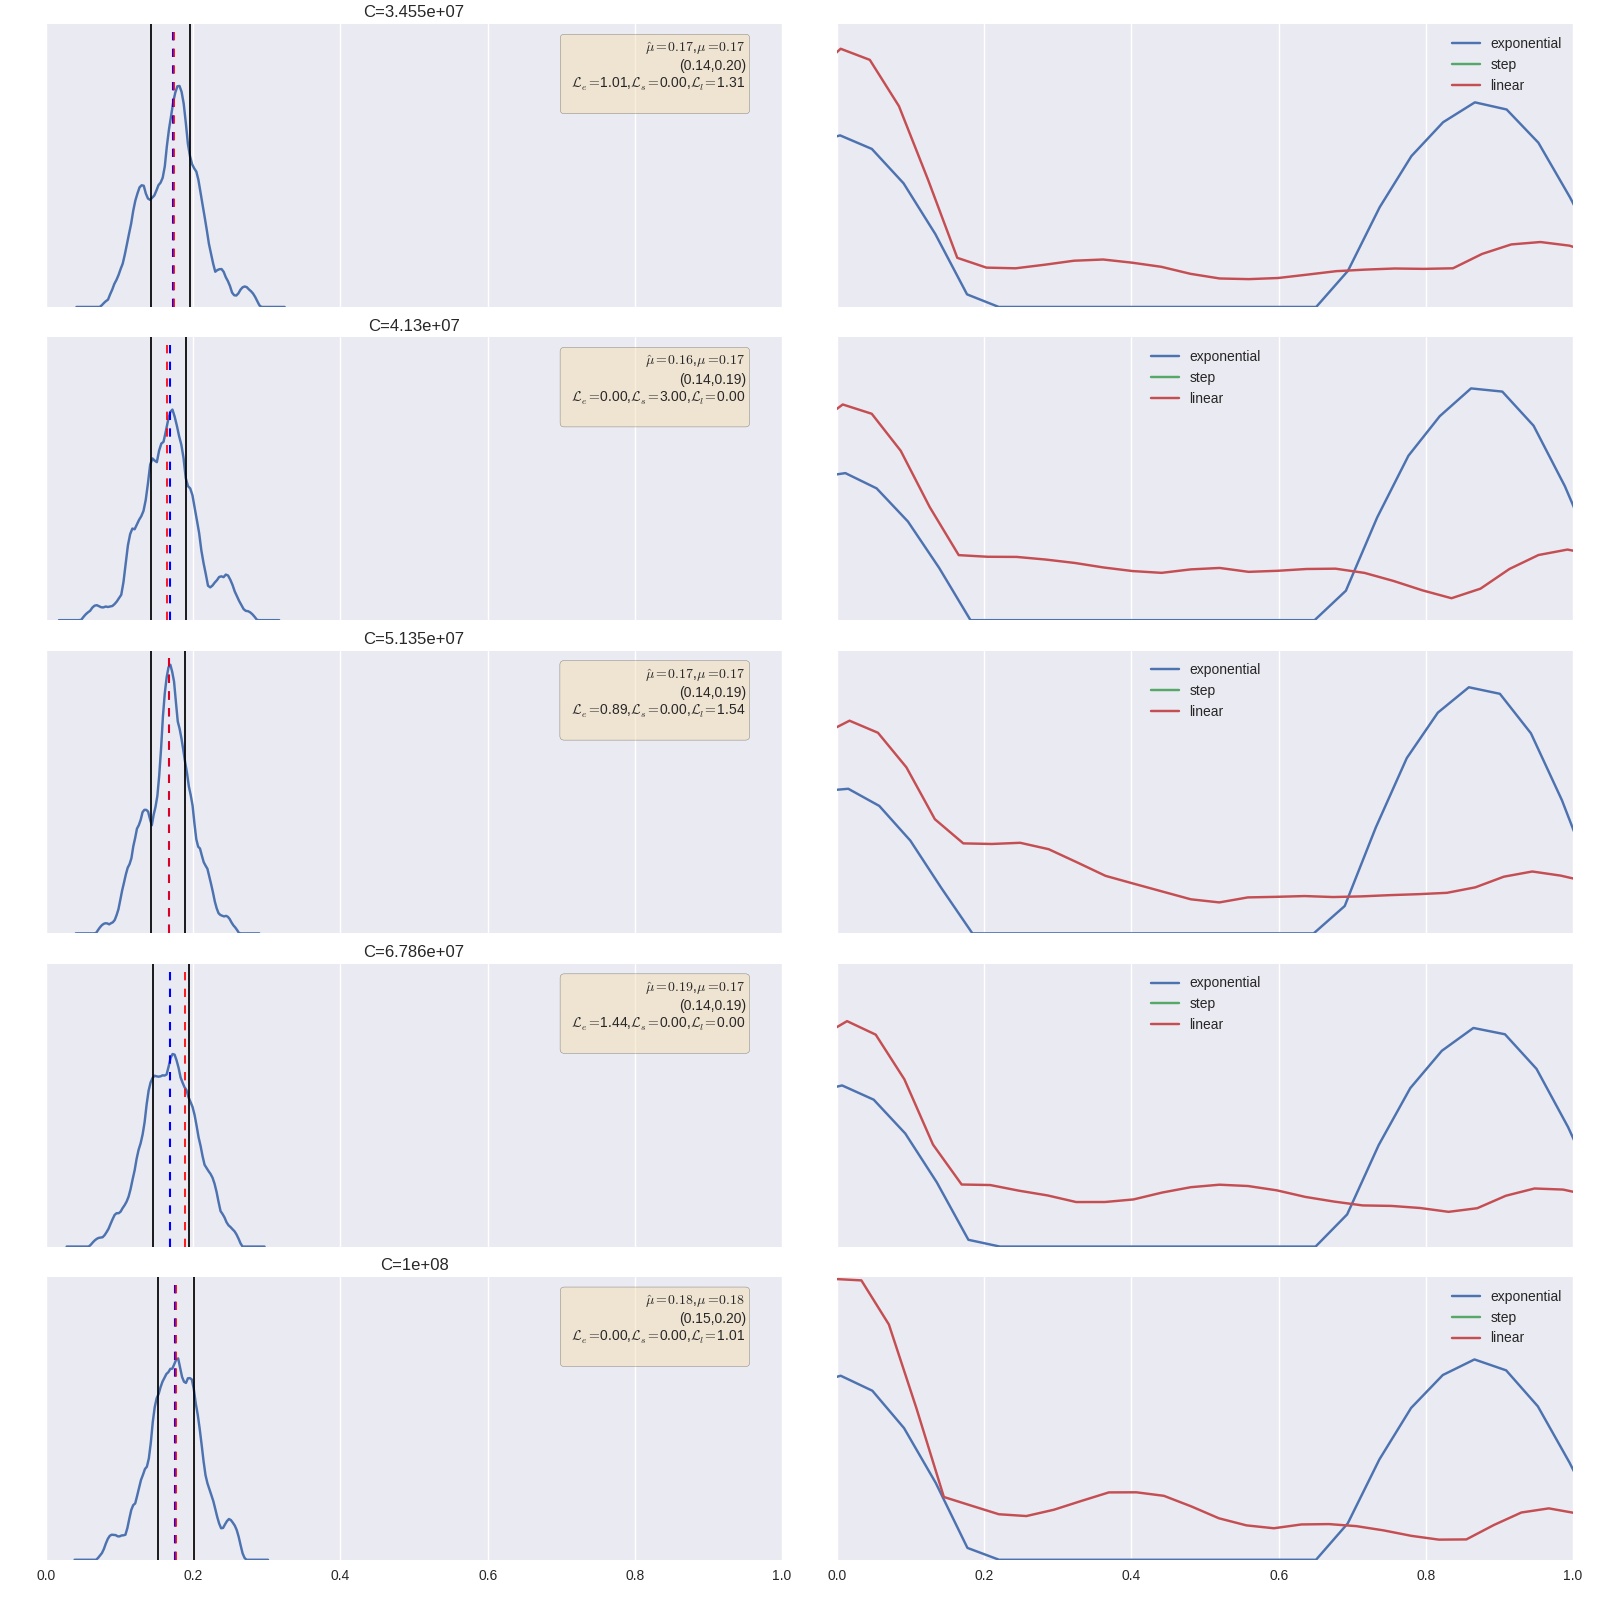 C=3.455e+07
μ̂=0.17,μ=0.17
(0.14,0.20)
ℒₑ=1.01,ℒₛ=0.00,ℒₗ=1.31
exponential
step
linear
C=4.13e+07
μ̂=0.16,μ=0.17
(0.14,0.19)
ℒₑ=0.00,ℒₛ=3.00,ℒₗ=0.00
exponential
step
linear
C=5.135e+07
μ̂=0.17,μ=0.17
(0.14,0.19)
ℒₑ=0.89,ℒₛ=0.00,ℒₗ=1.54
exponential
step
linear
C=6.786e+07
μ̂=0.19,μ=0.17
(0.14,0.19)
ℒₑ=1.44,ℒₛ=0.00,ℒₗ=0.00
exponential
step
linear
C=1e+08
μ̂=0.18,μ=0.18
(0.15,0.20)
ℒₑ=0.00,ℒₛ=0.00,ℒₗ=1.01
exponential
step
linear
0.0 0.2 0.4 0.6 0.8 1.0
0.0 0.2 0.4 0.6 0.8 1.0